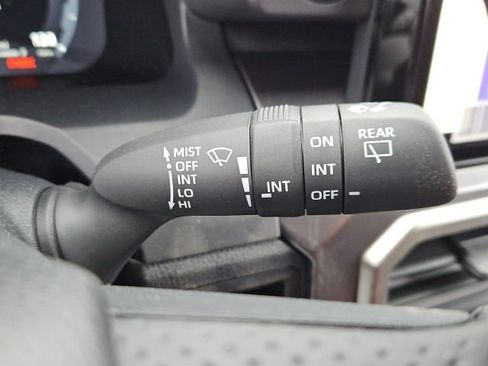 MIST
OFF
INT
LO
HI
INT
ON
INT
OFF
REAR